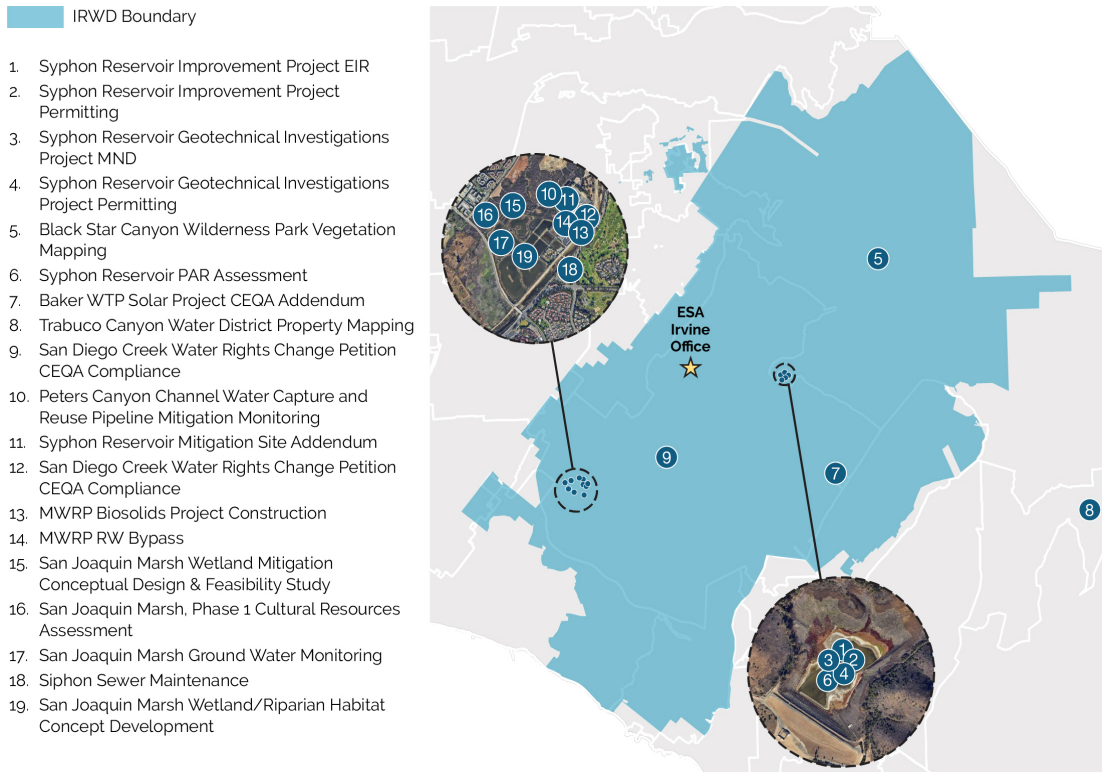 IRWD Boundary
1. Syphon Reservoir Improvement Project EIR
2. Syphon Reservoir Improvement Project
Permitting
3. Syphon Reservoir Geotechnical Investigations
Project MND
4. Syphon Reservoir Geotechnical Investigations
Project Permitting
5. Black Star Canyon Wilderness Park Vegetation
Mapping
6. Syphon Reservoir PAR Assessment
7. Baker WTP Solar Project CEQA Addendum
8. Trabuco Canyon Water District Property Mapping
9. San Diego Creek Water Rights Change Petition
CEQA Compliance
10. Peters Canyon Channel Water Capture and
Reuse Pipeline Mitigation Monitoring
11. Syphon Reservoir Mitigation Site Addendum
12. San Diego Creek Water Rights Change Petition
CEQA Compliance
13. MWRP Biosolids Project Construction
14. MWRP RW Bypass
15. San Joaquin Marsh Wetland Mitigation
Conceptual Design & Feasibility Study
16. San Joaquin Marsh, Phase 1 Cultural Resources
Assessment
17. San Joaquin Marsh Ground Water Monitoring
18. Siphon Sewer Maintenance
19. San Joaquin Marsh Wetland/Riparian Habitat
Concept Development
10
11
15
16
12
14
13
17
19
18
5
ESA
Irvine
Office
9
7
8
1
3
2
4
6